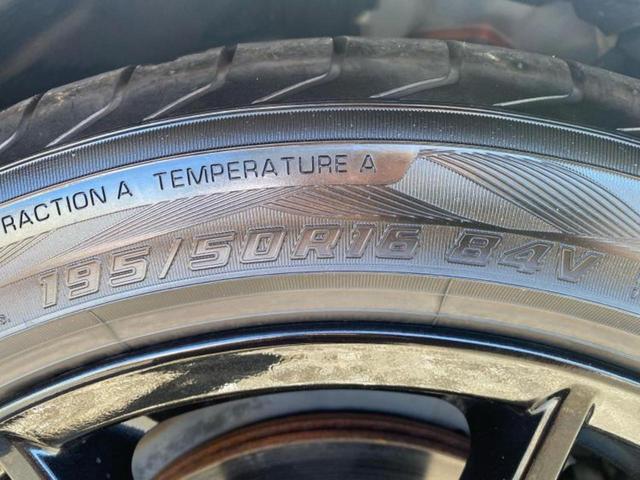 RACTION A TEMPERATURE A
195/50R16 84V